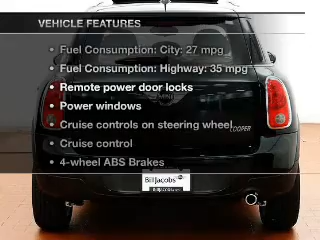 VEHICLE FEATURES
• Fuel Consumption: City: 27 mpg
• Fuel Consumption: Highway: 35 mpg
• Remote power door locks
• Power windows
MINI
• Cruise controls on steering wheel
COOPER
• Cruise control
• 4-wheel ABS Brakes
BillJacobs